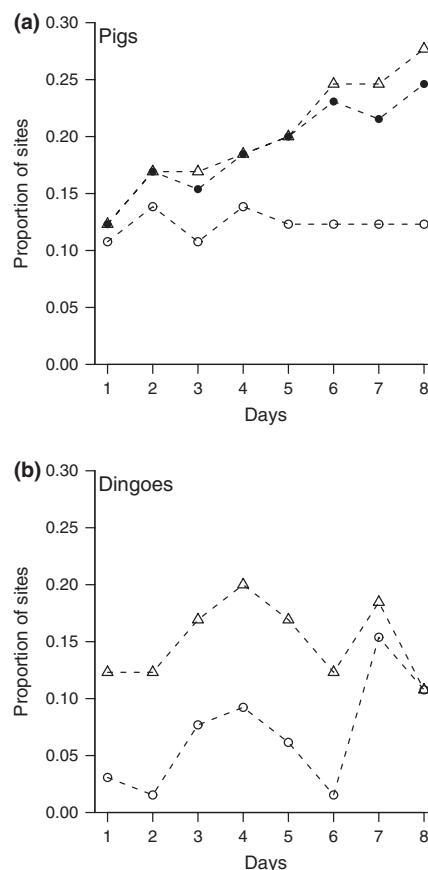 (a) 0.30
Pigs
0.25
0.20
0.15
0.10
0.05
0.00
Proportion of sites
1 2 3 4 5 6 7 8
Days
(b) 0.30
Dingoes
0.25
0.20
0.15
0.10
0.05
0.00
Proportion of sites
1 2 3 4 5 6 7 8
Days